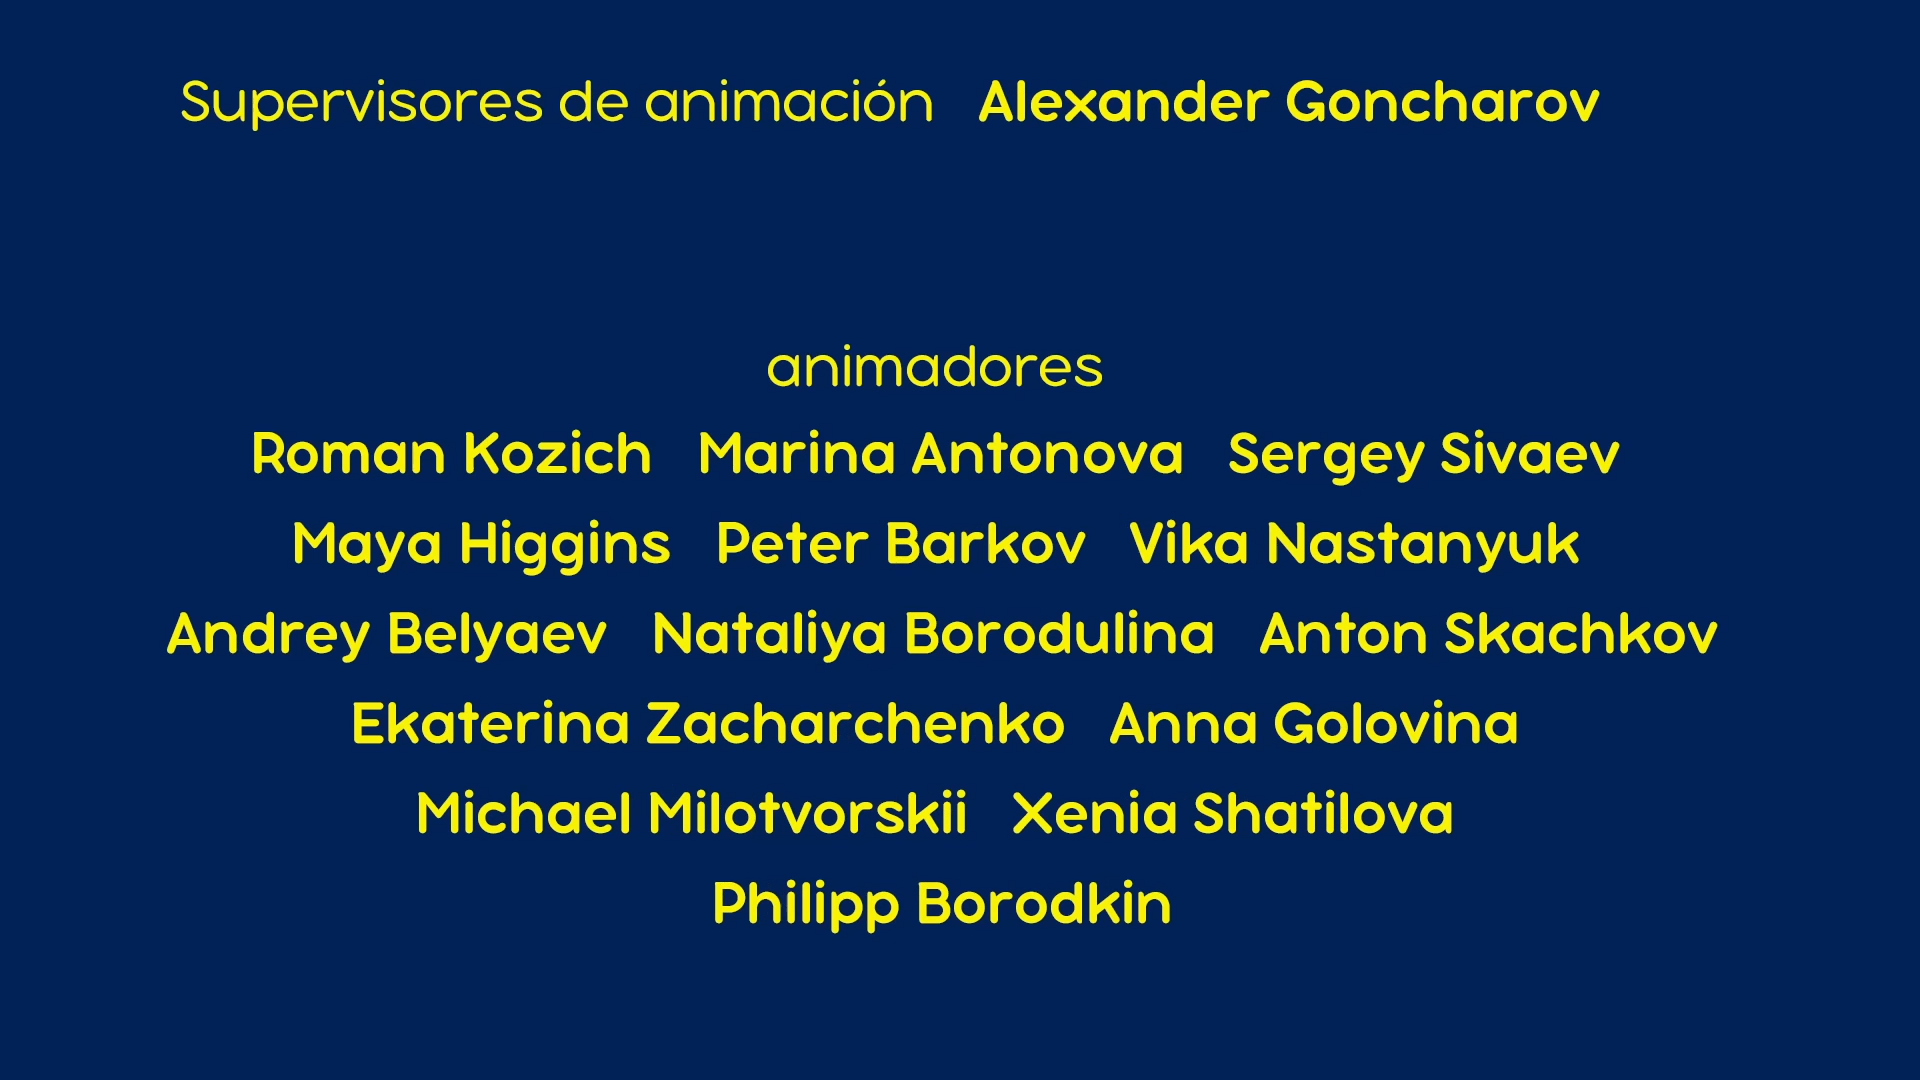 Supervisores de animación Alexander Goncharov
animadores
Roman Kozich Marina Antonova Sergey Sivaev
Maya Higgins Peter Barkov Vika Nastanyuk
Andrey Belyaev Nataliya Borodulina Anton Skachkov
Ekaterina Zacharchenko Anna Golovina
Michael Milotvorskii Xenia Shatilova
Philipp Borodkin